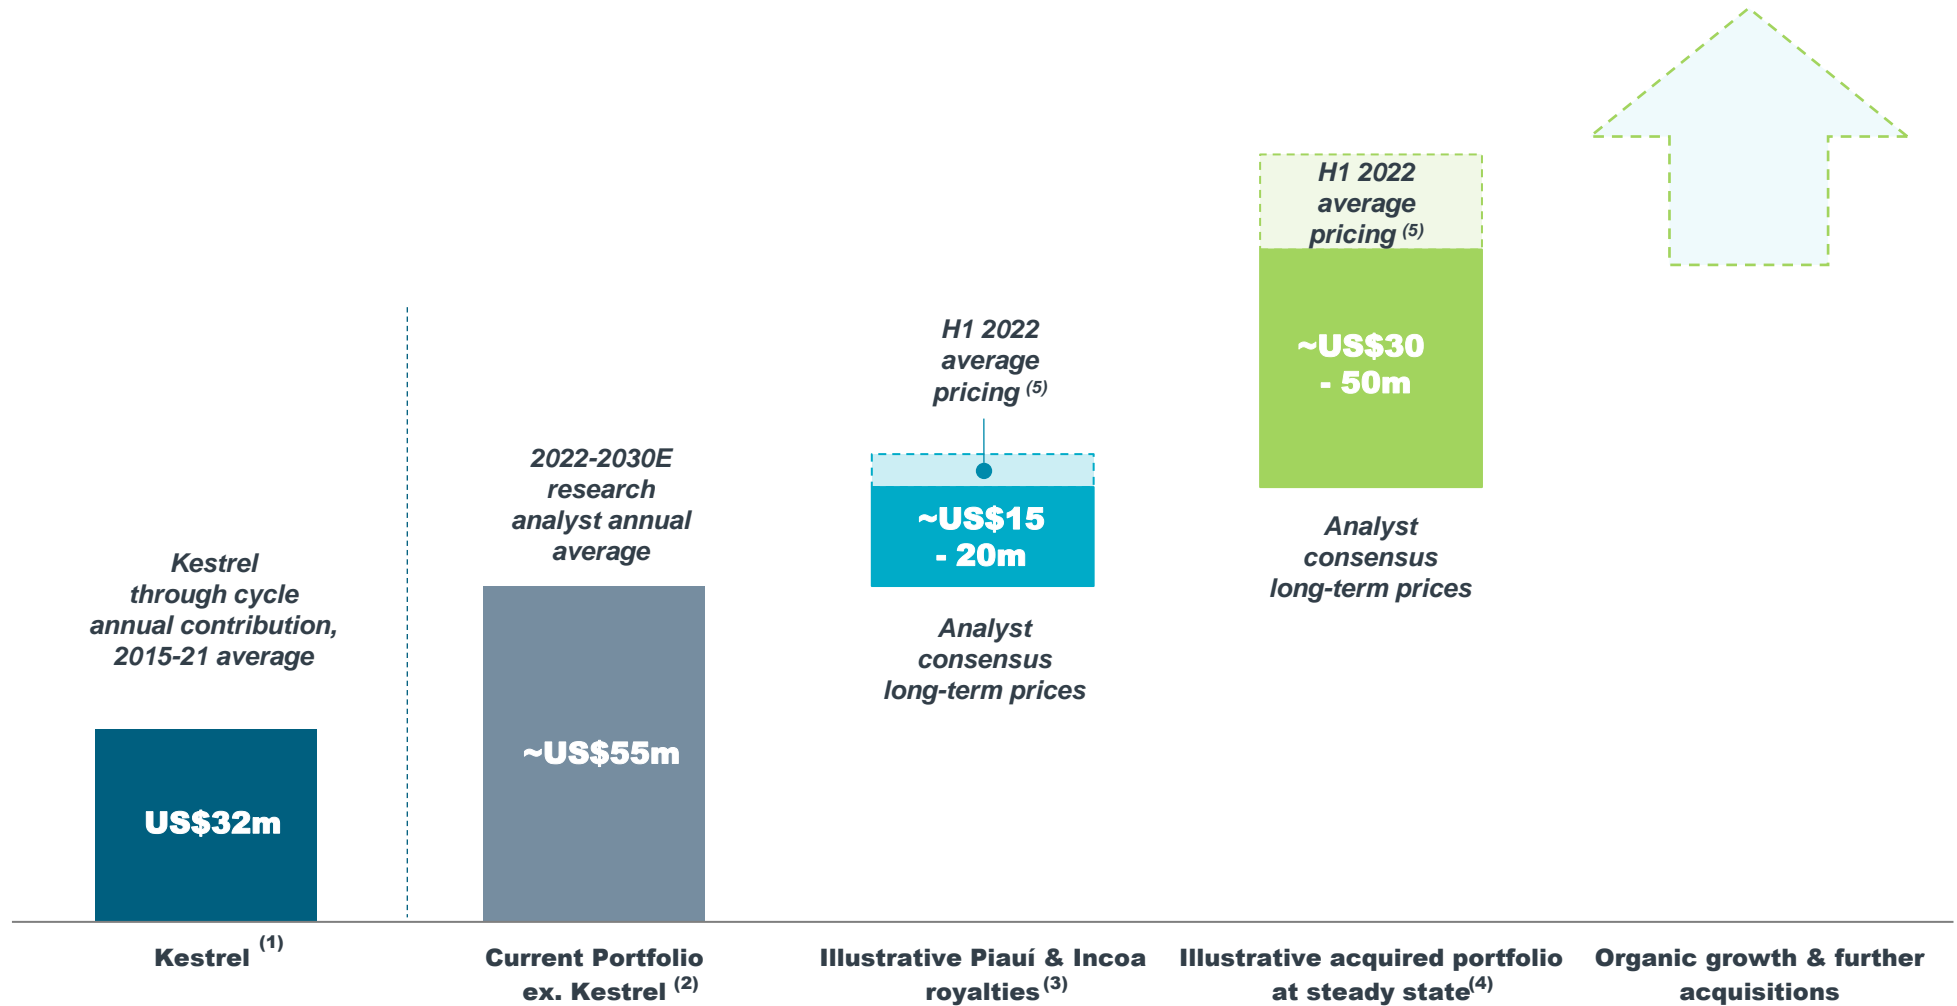 Kestrel
through cycle
annual contribution,
2015-21 average
US$32m
Kestrel (1)
2022-2030E
research
analyst annual
average
~US$55m
Current Portfolio
ex. Kestrel (2)
H1 2022
average
pricing (5)
~US$15
- 20m
Analyst
consensus
long-term prices
Illustrative Piauí & Incoa
royalties (3)
H1 2022
average
pricing (5)
~US$30
- 50m
Analyst
consensus
long-term prices
Illustrative acquired portfolio
at steady state(4)
Organic growth & further
acquisitions